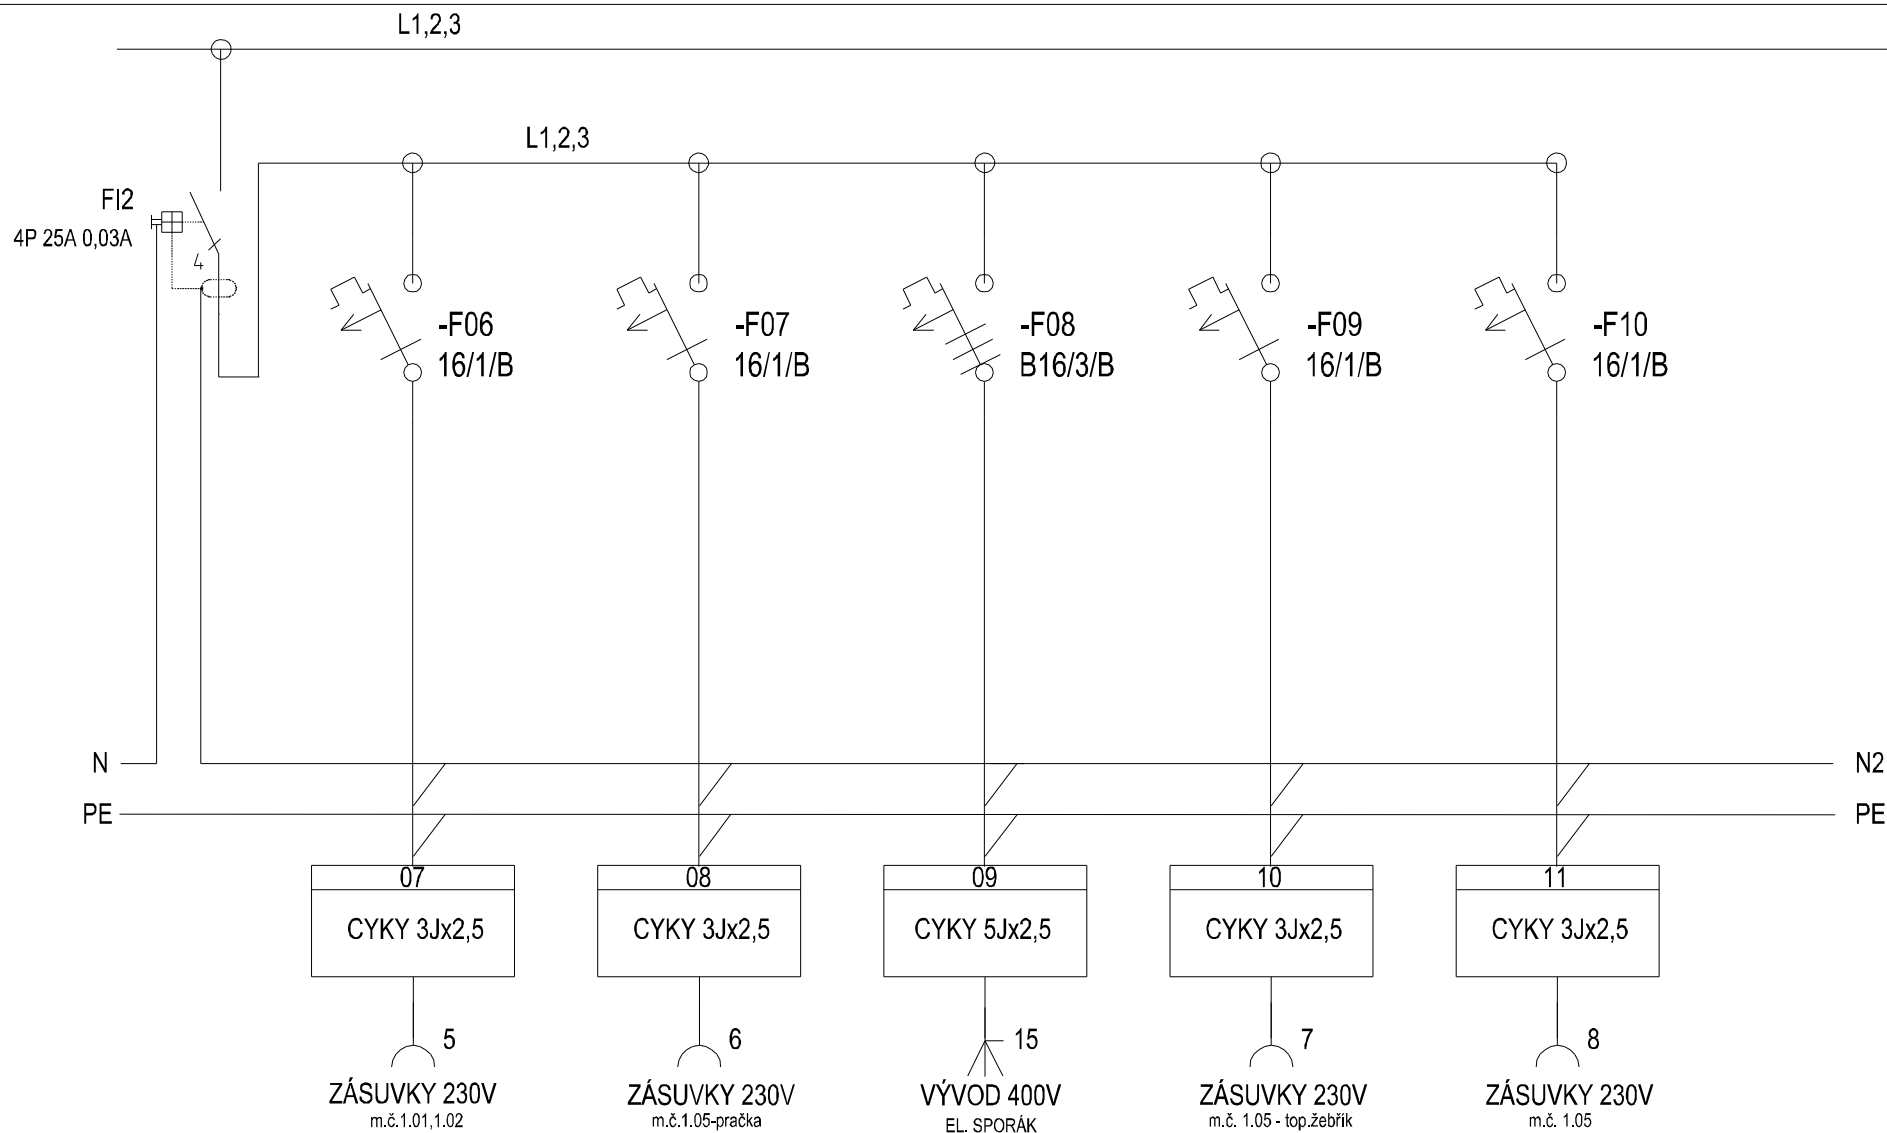 L1,2,3
L1,2,3
FI2
4P 25A 0,03A
4
-F06
16/1/B
-F07
16/1/B
-F08
B16/3/B
-F09
16/1/B
-F10
16/1/B
N
N2
PE
PE
07
08
09
10
11
CYKY 3Jx2,5
CYKY 3Jx2,5
CYKY 5Jx2,5
CYKY 3Jx2,5
CYKY 3Jx2,5
5
6
15
7
8
ZÁSUVKY 230V
m.č.1.01,1.02
ZÁSUVKY 230V
m.č.1.05-pračka
VÝVOD 400V
EL. SPORÁK
ZÁSUVKY 230V
m.č. 1.05 - top.žebřík
ZÁSUVKY 230V
m.č. 1.05